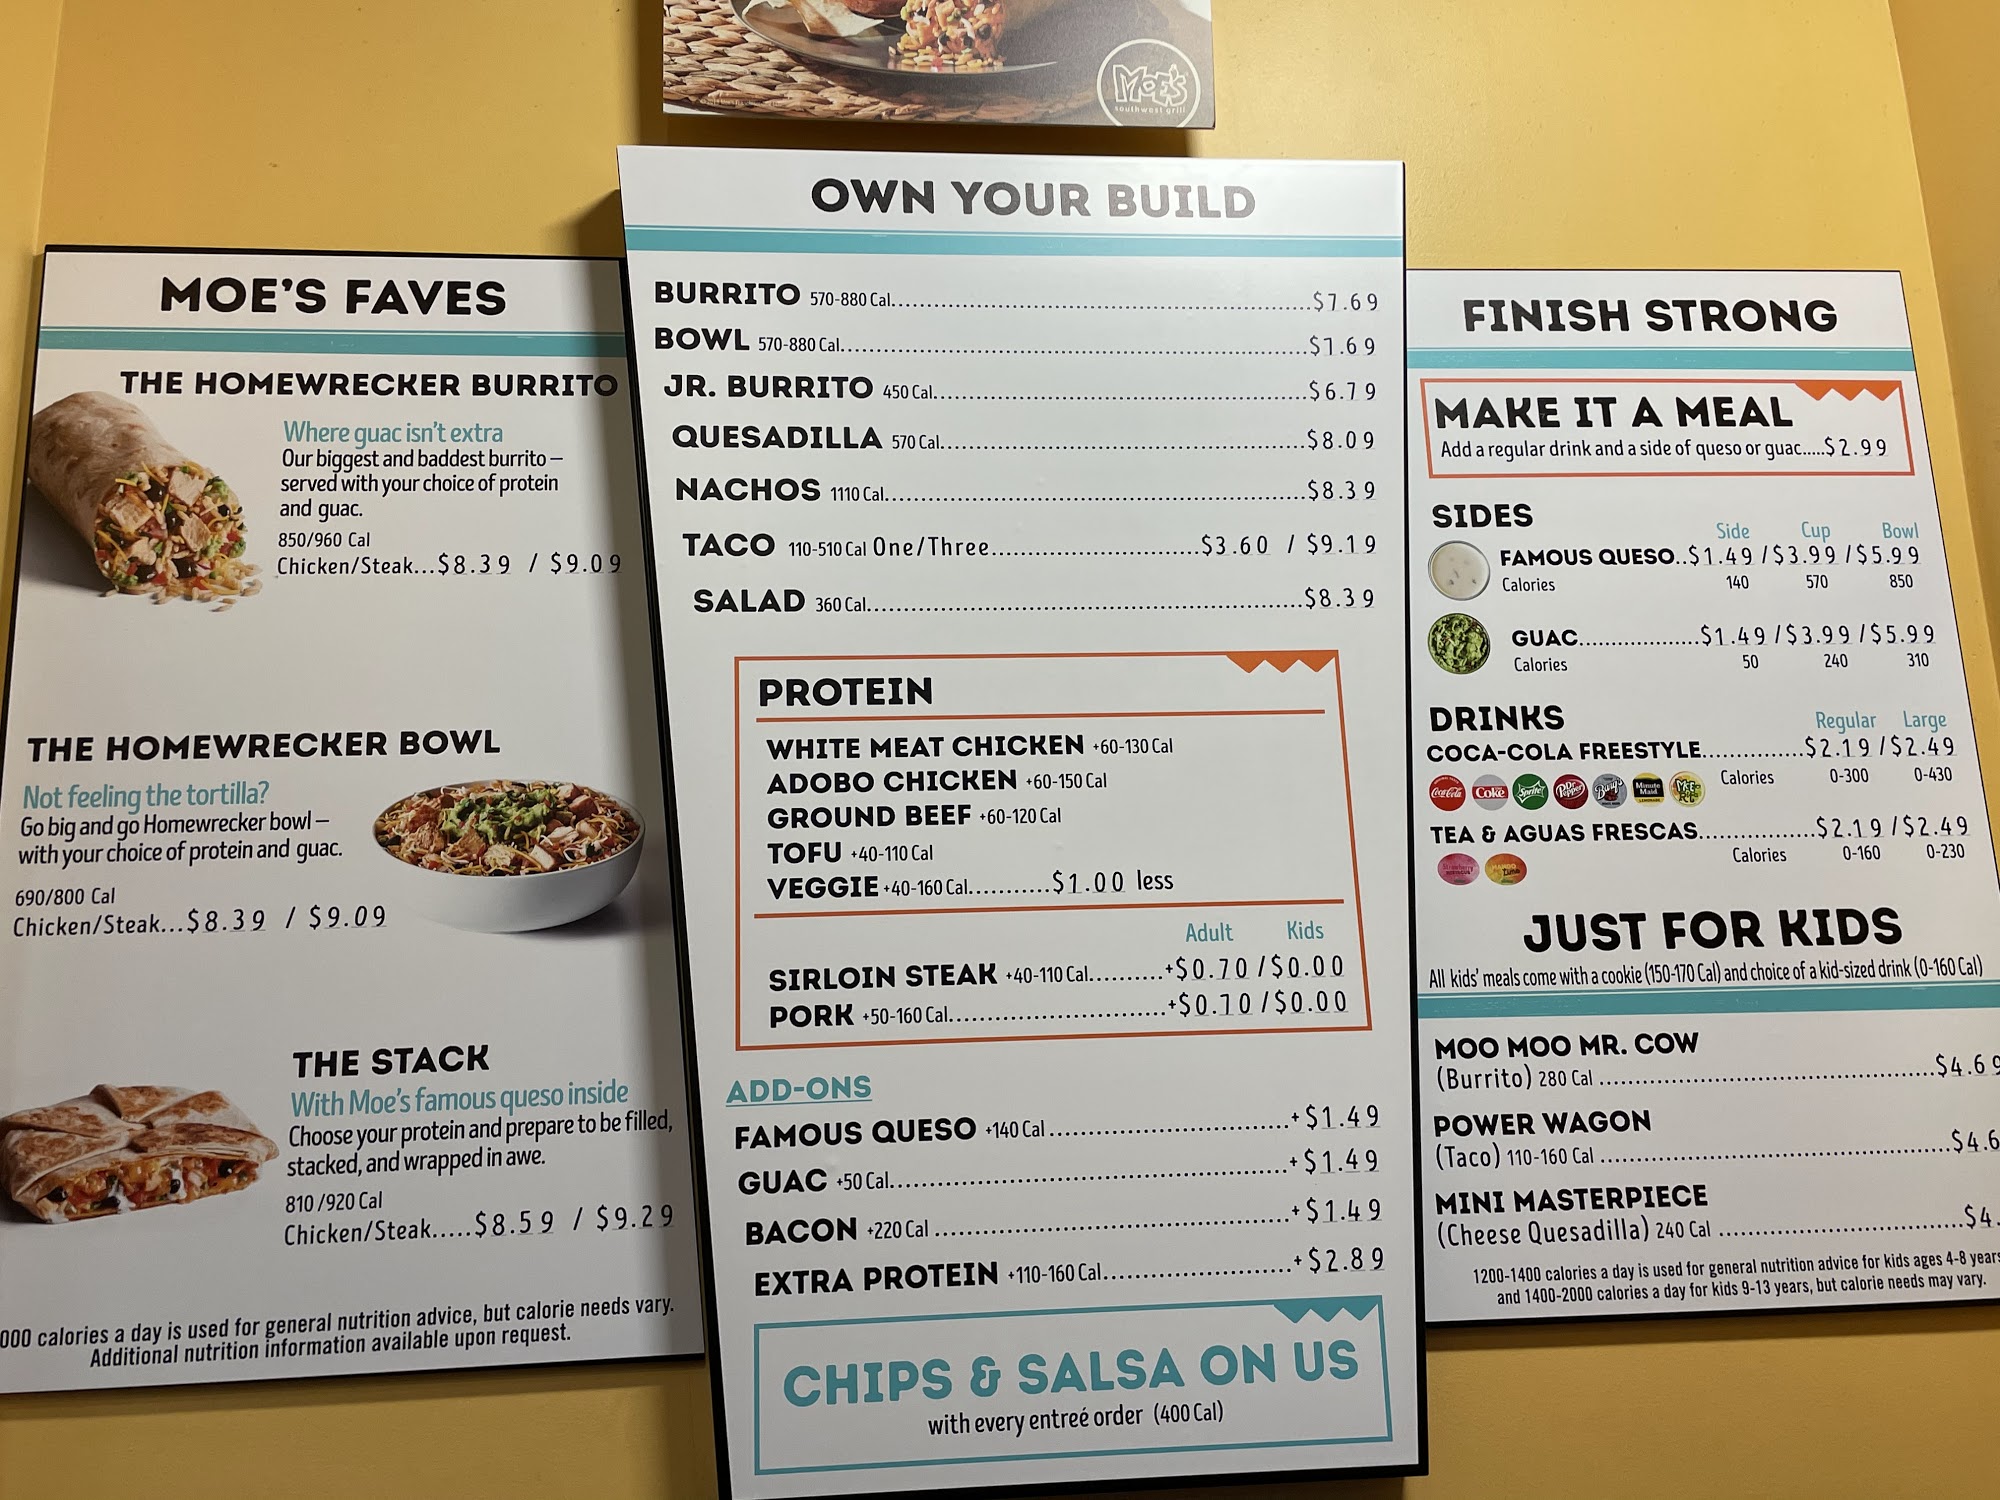 MOE'S
southwest grill
MOE'S FAVES
THE HOMEWRECKER BURRITO
Where guac isn't extra
Our biggest and baddest burrito –
served with your choice of protein
and guac.
850/960 Cal
Chicken/Steak...$8.39 / $9.09
THE HOMEWRECKER BOWL
Not feeling the tortilla?
Go big and go Homewrecker bowl –
with your choice of protein and guac.
690/800 Cal
Chicken/Steak...$8.39 / $9.09
THE STACK
With Moe's famous queso inside
Choose your protein and prepare to be filled,
stacked, and wrapped in awe.
810/920 Cal
Chicken/Steak.....$8.59 / $9.29
000 calories a day is used for general nutrition advice, but calorie needs vary.
Additional nutrition information available upon request.
OWN YOUR BUILD
BURRITO 570-880 Cal...$7.69
BOWL 570-880 Cal...$7.69
JR. BURRITO 450 Cal...$6.79
QUESADILLA 570 Cal...$8.09
NACHOS 1110 Cal...$8.39
TACO 110-510 Cal One/Three...$3.60 / $9.19
SALAD 360 Cal...$8.39
PROTEIN
WHITE MEAT CHICKEN +60-130 Cal
ADOBO CHICKEN +60-150 Cal
GROUND BEEF +60-120 Cal
TOFU +40-110 Cal
VEGGIE +40-160 Cal...$1.00 less
Adult Kids
SIRLOIN STEAK +40-110 Cal...+$0.70 / $0.00
PORK +50-160 Cal...+$0.70 / $0.00
ADD-ONS
FAMOUS QUESO +140 Cal...+$1.49
GUAC +50 Cal...+$1.49
BACON +220 Cal...+$1.49
EXTRA PROTEIN +110-160 Cal...+$2.89
CHIPS & SALSA ON US
with every entreé order (400 Cal)
FINISH STRONG
MAKE IT A MEAL
Add a regular drink and a side of queso or guac.....$2.99
SIDES
Side Cup Bowl
FAMOUS QUESO..$1.49 / $3.99 / $5.99
Calories 140 570 850
GUAC...$1.49 / $3.99 / $5.99
Calories 50 240 310
DRINKS
Regular Large
COCA-COLA FREESTYLE...$2.19 / $2.49
Calories 0-300 0-430
Coca-Cola Coke Sprite Dr Pepper Barq's Minute Maid
TEA & AGUAS FRESCAS...$2.19 / $2.49
Calories 0-160 0-230
MANGO Lime
JUST FOR KIDS
All kids' meals come with a cookie (150-170 Cal) and choice of a kid-sized drink (0-160 Cal)
MOO MOO MR. COW
(Burrito) 280 Cal...$4.69
POWER WAGON
(Taco) 110-160 Cal...$4.6
MINI MASTERPIECE
(Cheese Quesadilla) 240 Cal...$4.
1200-1400 calories a day is used for general nutrition advice for kids ages 4-8 years
and 1400-2000 calories a day for kids 9-13 years, but calorie needs may vary.